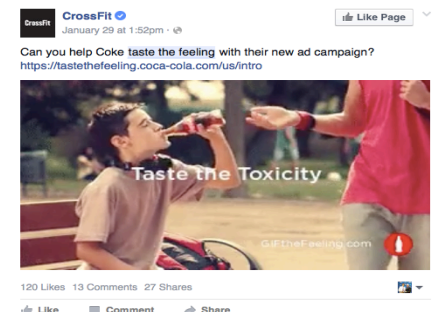 CrossFit
CrossFit
January 29 at 1:52pm ·
Like Page
Can you help Coke taste the feeling with their new ad campaign?
https://tastethefeeling.coca-cola.com/us/intro
Taste the Toxicity
GIFtheFeeling.com
120 Likes 13 Comments 27 Shares
Like Comment Share